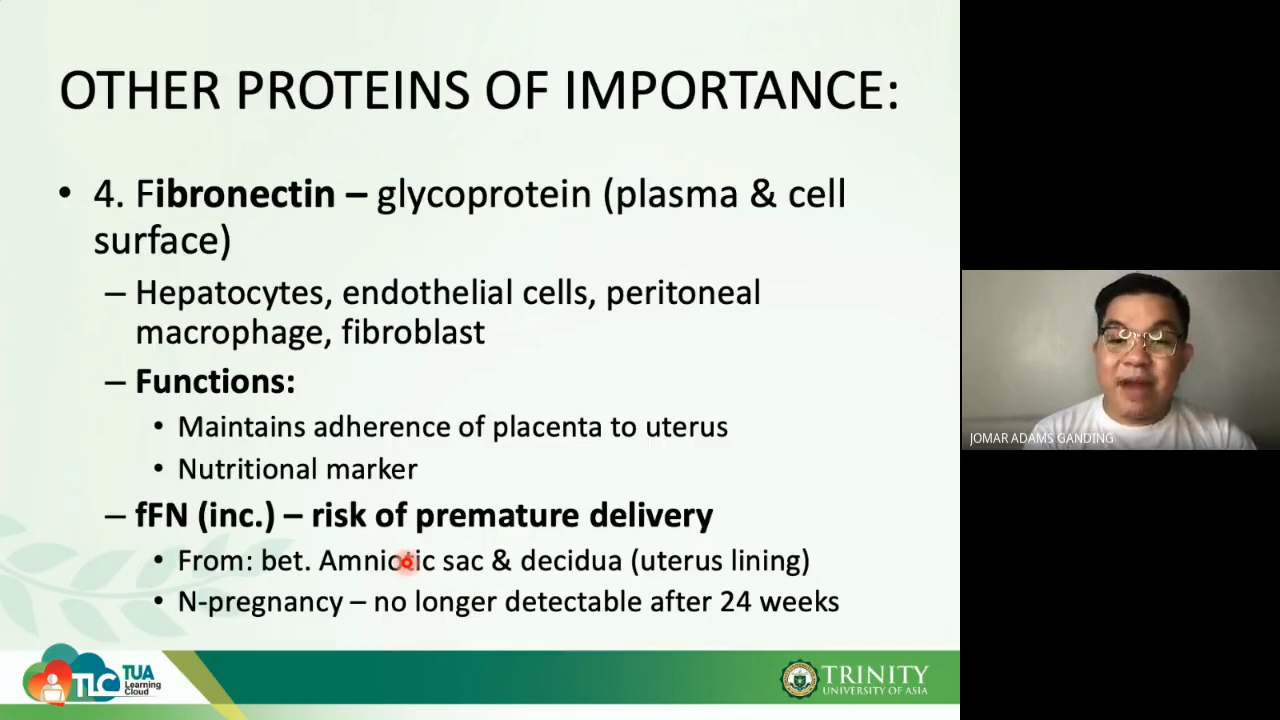 OTHER PROTEINS OF IMPORTANCE:
• 4. Fibronectin – glycoprotein (plasma & cell
surface)
– Hepatocytes, endothelial cells, peritoneal
macrophage, fibroblast
– Functions:
• Maintains adherence of placenta to uterus
• Nutritional marker
– fFN (inc.) – risk of premature delivery
• From: bet. Amniotic sac & decidua (uterus lining)
• N-pregnancy – no longer detectable after 24 weeks
JOMAR ADAMS GANDING
TLC
TUA
Learning
Cloud
TRINITY
UNIVERSITY OF ASIA